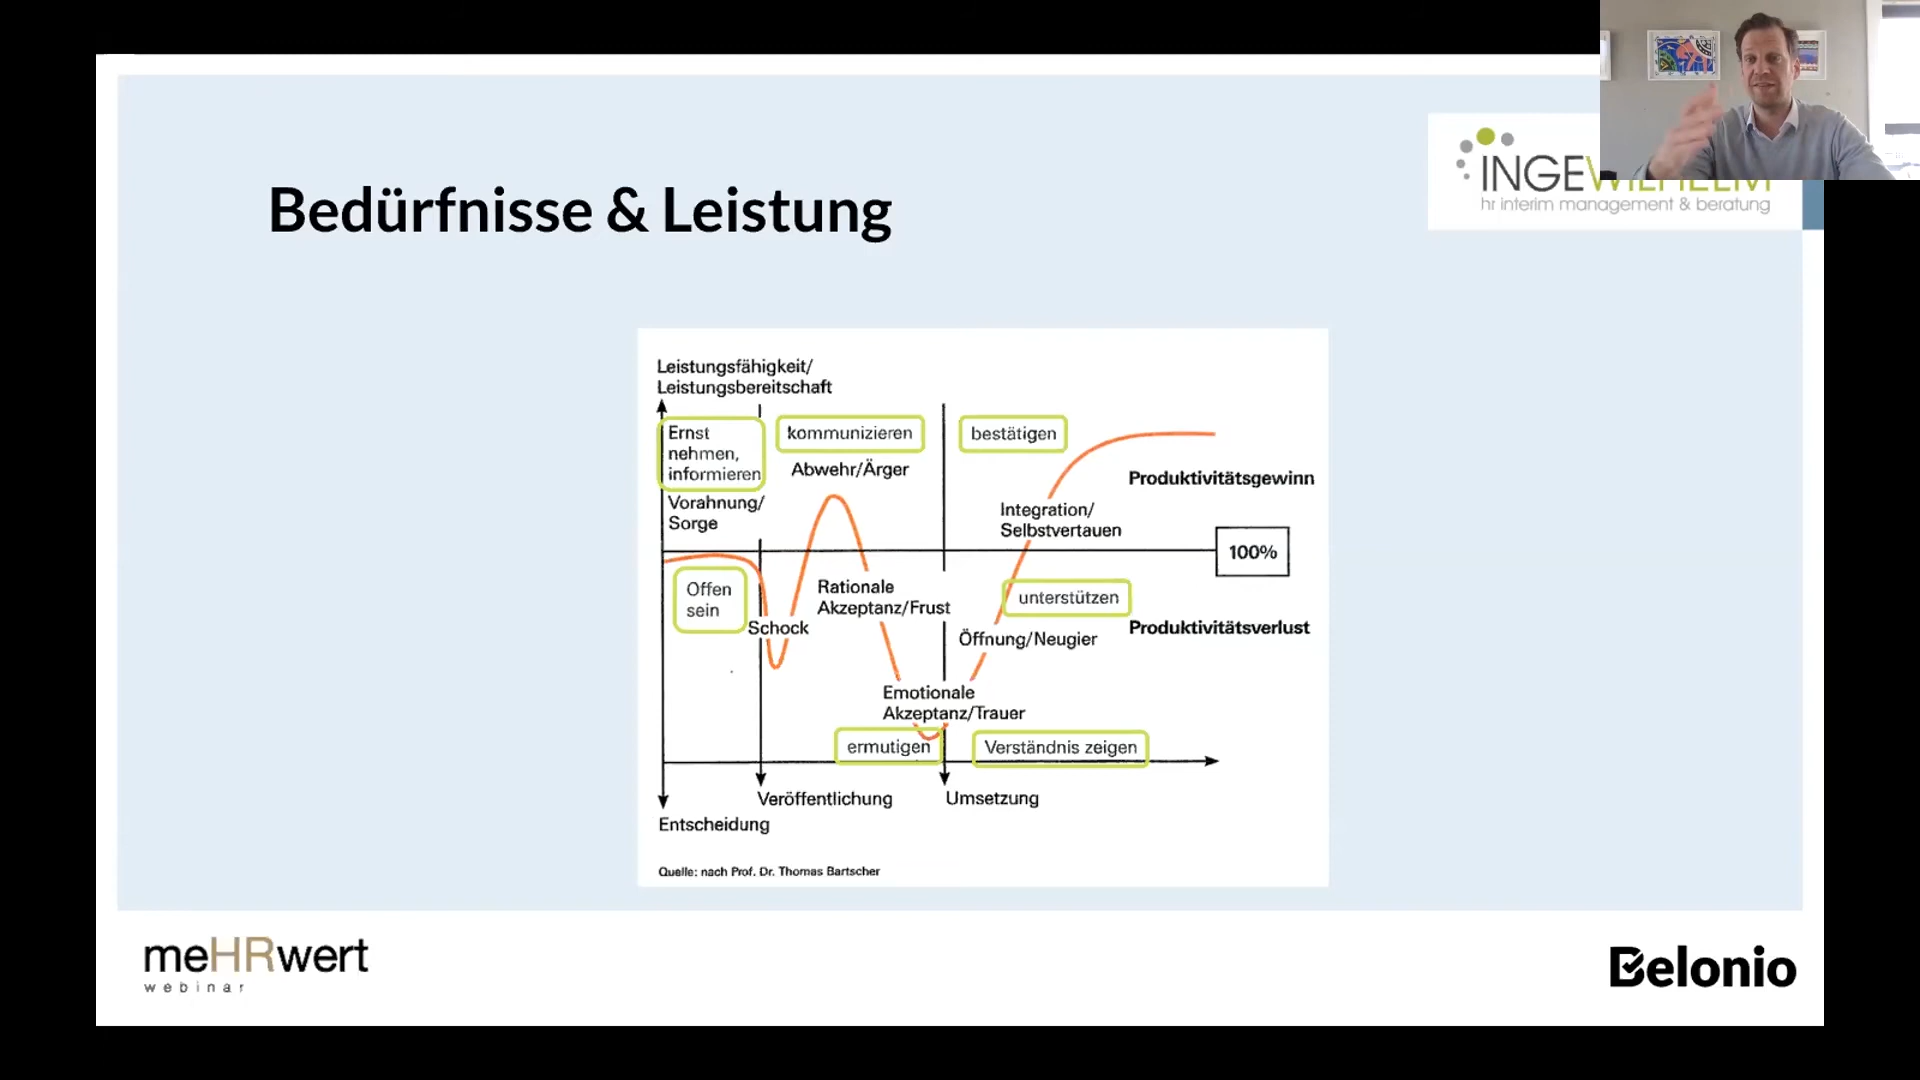 INGEWILHELM
hr interim management & beratung
Bedürfnisse & Leistung
Leistungsfähigkeit/
Leistungsbereitschaft
Ernst
nehmen,
informieren
kommunizieren
bestätigen
Abwehr/Ärger
Vorahnung/
Sorge
Produktivitätsgewinn
Integration/
Selbstvertauen
100%
Offen
sein
Rationale
Akzeptanz/Frust
unterstützen
Schock
Öffnung/Neugier
Produktivitätsverlust
Emotionale
Akzeptanz/Trauer
ermutigen
Verständnis zeigen
Veröffentlichung
Umsetzung
Entscheidung
Quelle: nach Prof. Dr. Thomas Bartscher
meHRwert
webinar
Belonio